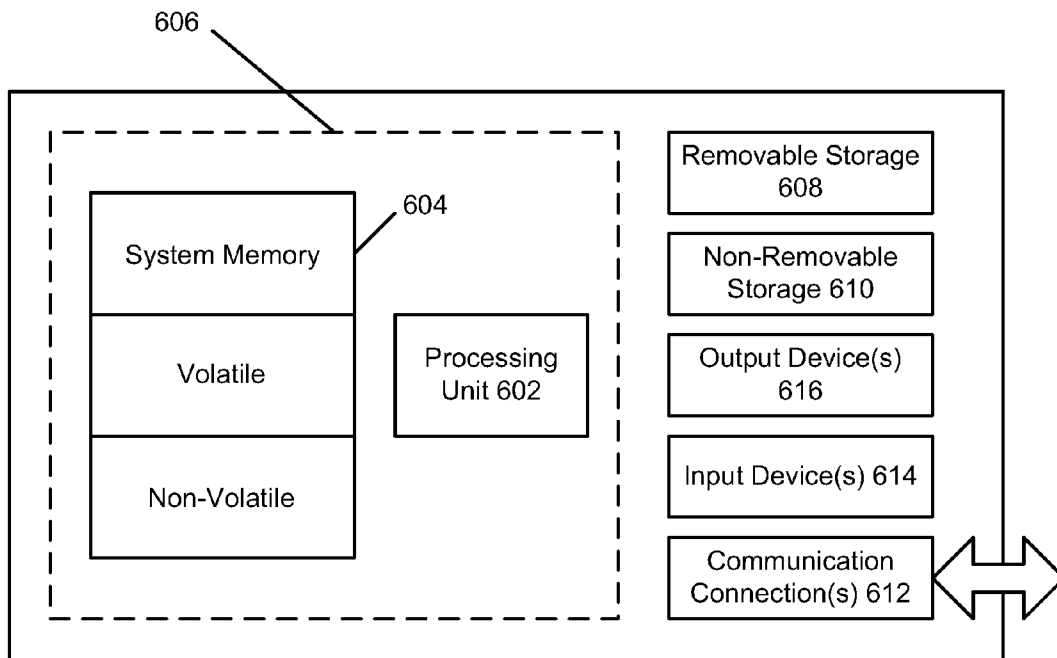 606
604
System Memory
Volatile
Non-Volatile
Processing
Unit 602
Removable Storage
608
Non-Removable
Storage 610
Output Device(s)
616
Input Device(s) 614
Communication
Connection(s) 612